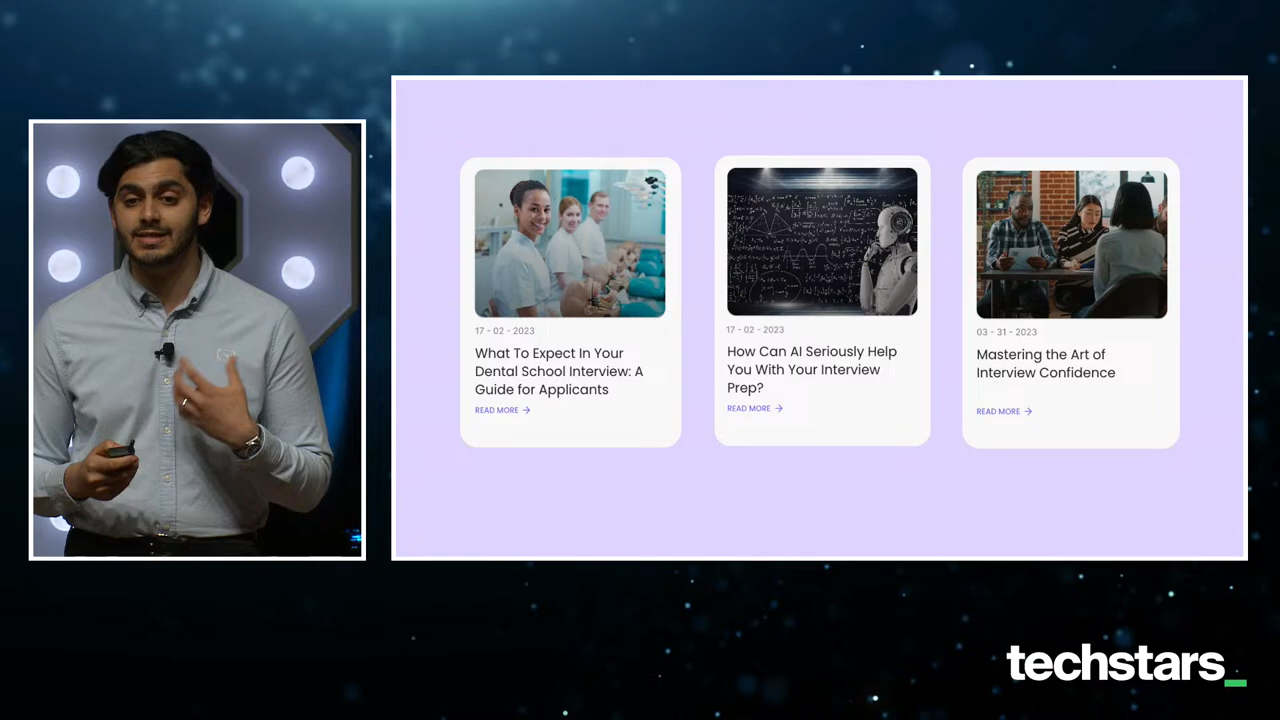 17 - 02 - 2023
What To Expect In Your
Dental School Interview: A
Guide for Applicants
READ MORE →
17 - 02 - 2023
How Can AI Seriously Help
You With Your Interview
Prep?
READ MORE →
03 - 31 - 2023
Mastering the Art of
Interview Confidence
READ MORE →
techstars_